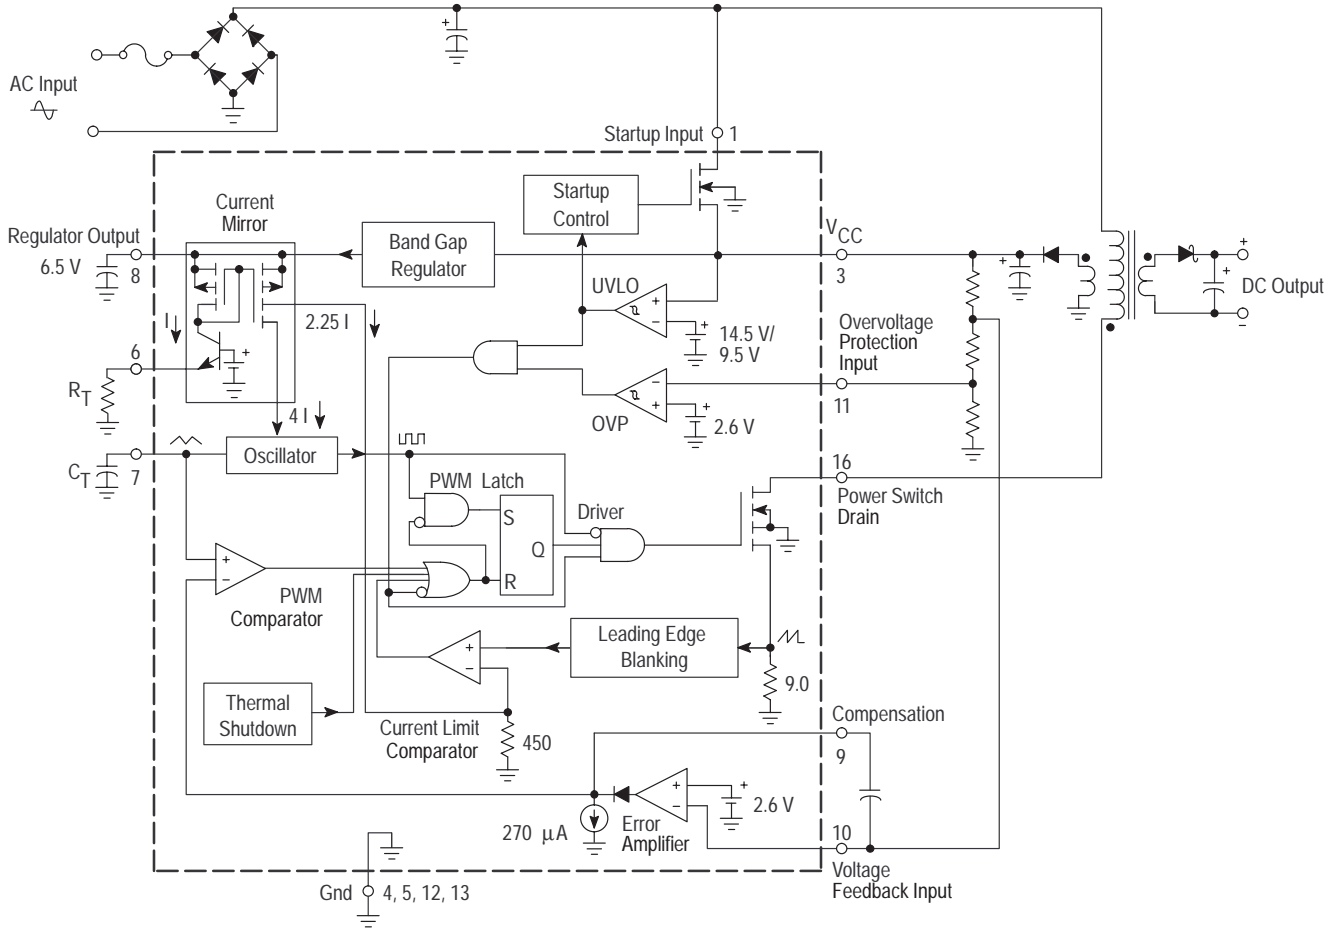 AC Input
Startup Input
1
Current
Mirror
Startup
Control
Regulator Output
6.5 V
8
Band Gap
Regulator
VCC
3
DC Output
+
−
UVLO
+
−
+
14.5 V/
9.5 V
I
2.25 I
6
RT
+
4 I
Overvoltage
Protection
Input
11
OVP
−
+
+
2.6 V
Oscillator
CT
7
16
Power Switch
Drain
PWM Latch
S
Q
R
Driver
+
−
PWM
Comparator
Leading Edge
Blanking
9.0
+
−
Thermal
Shutdown
Current Limit
Comparator
450
Compensation
9
270 µA
Error
Amplifier
+
−
+
2.6 V
10
Voltage
Feedback Input
Gnd
4, 5, 12, 13